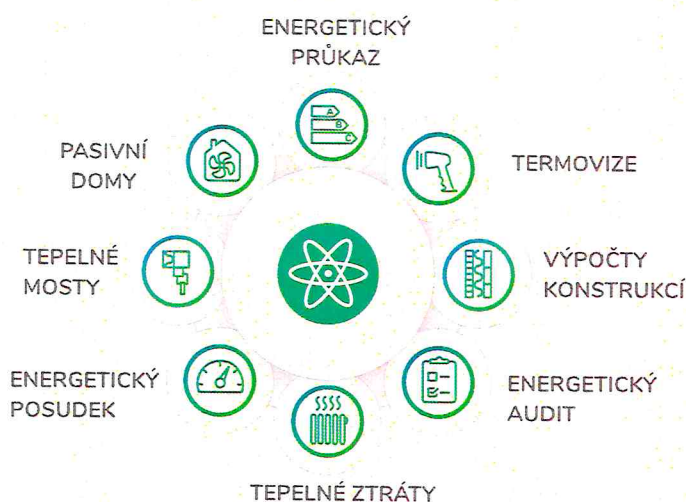 ENERGETICKÝ
PRŮKAZ
A
B
C
PASIVNÍ
DOMY
TERMOVIZE
TEPELNÉ
MOSTY
VÝPOČTY
KONSTRUKCÍ
ENERGETICKÝ
POSUDEK
ENERGETICKÝ
AUDIT
TEPELNÉ ZTRÁTY